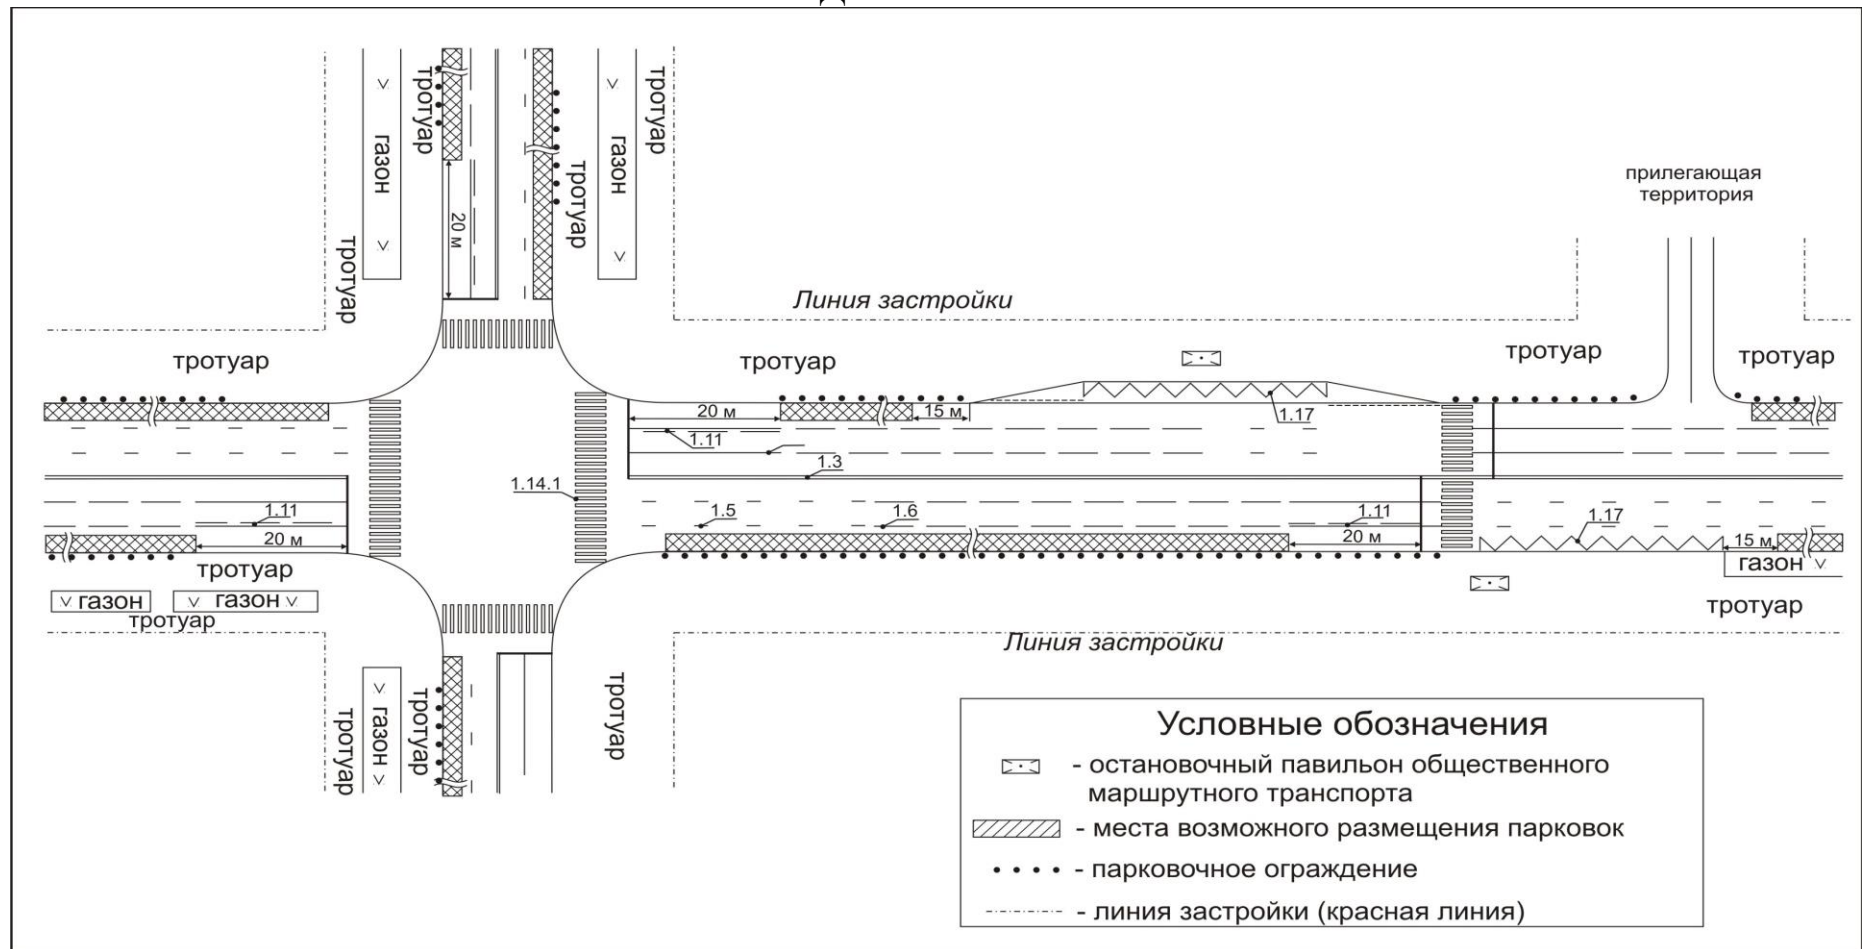 Д
тротуар
газон
тротуар
20 м
тротуар
газон
тротуар
тротуар
прилегающая
территория
Линия застройки
тротуар
тротуар
тротуар
тротуар
20 м
15 м
1.17
1.11
1.3
1.14.1
1.5
1.6
1.11
1.11
1.17
20 м
20 м
15 м
тротуар
газон
газон
газон
тротуар
тротуар
Линия застройки
тротуар
газон
тротуар
тротуар
Условные обозначения
- остановочный павильон общественного
маршрутного транспорта
- места возможного размещения парковок
- парковочное ограждение
- линия застройки (красная линия)